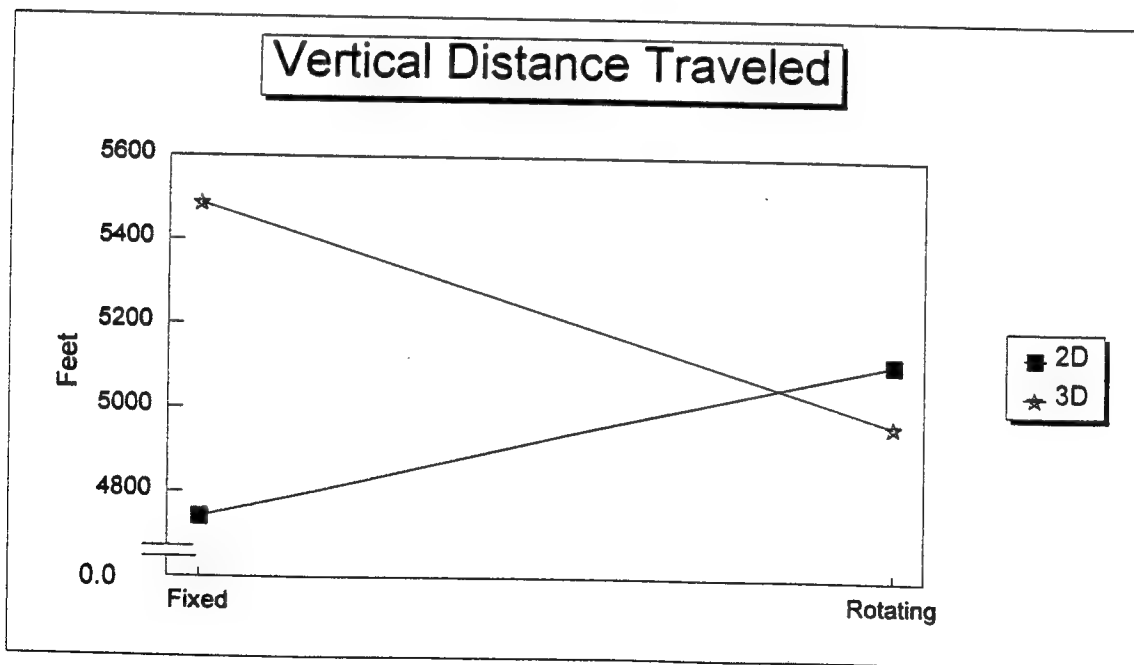 Vertical Distance Traveled
5600
5400
5200
5000
4800
0.0
Feet
Fixed
Rotating
2D
3D